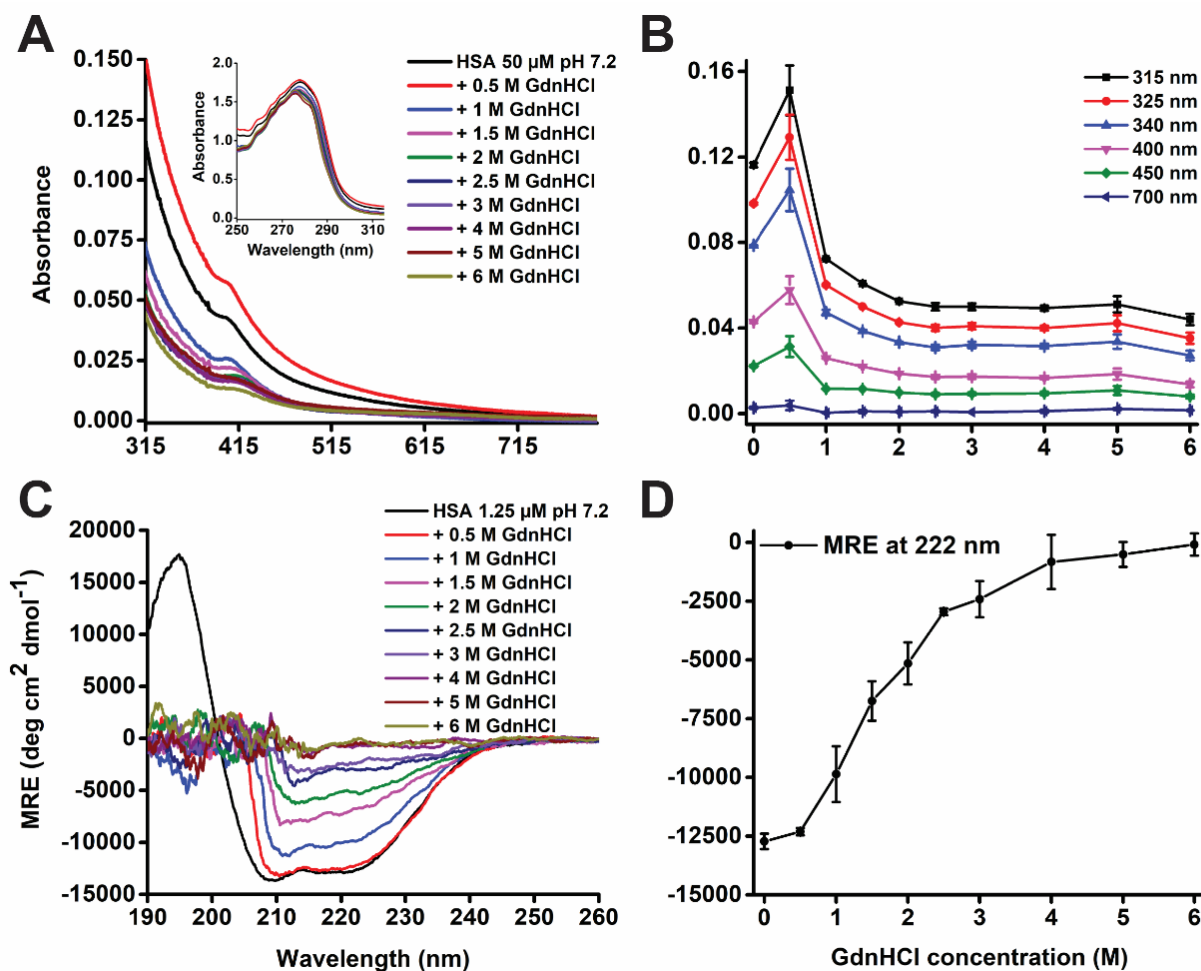 A
0.150
0.125
0.100
0.075
0.050
0.025
0.000
Absorbance
315 415 515 615 715
HSA 50 µM pH 7.2
+ 0.5 M GdnHCl
+ 1 M GdnHCl
+ 1.5 M GdnHCl
+ 2 M GdnHCl
+ 2.5 M GdnHCl
+ 3 M GdnHCl
+ 4 M GdnHCl
+ 5 M GdnHCl
+ 6 M GdnHCl
2.0
1.5
1.0
0.5
0.0
Absorbance
250 270 290 310
Wavelength (nm)
B
0.16
0.12
0.08
0.04
0.00
0 1 2 3 4 5 6
315 nm
325 nm
340 nm
400 nm
450 nm
700 nm
C
20000
15000
10000
5000
0
-5000
-10000
-15000
MRE (deg cm² dmol⁻¹)
190 200 210 220 230 240 250 260
Wavelength (nm)
HSA 1.25 µM pH 7.2
+ 0.5 M GdnHCl
+ 1 M GdnHCl
+ 1.5 M GdnHCl
+ 2 M GdnHCl
+ 2.5 M GdnHCl
+ 3 M GdnHCl
+ 4 M GdnHCl
+ 5 M GdnHCl
+ 6 M GdnHCl
D
MRE at 222 nm
0
-2500
-5000
-7500
-10000
-12500
-15000
0 1 2 3 4 5 6
GdnHCl concentration (M)